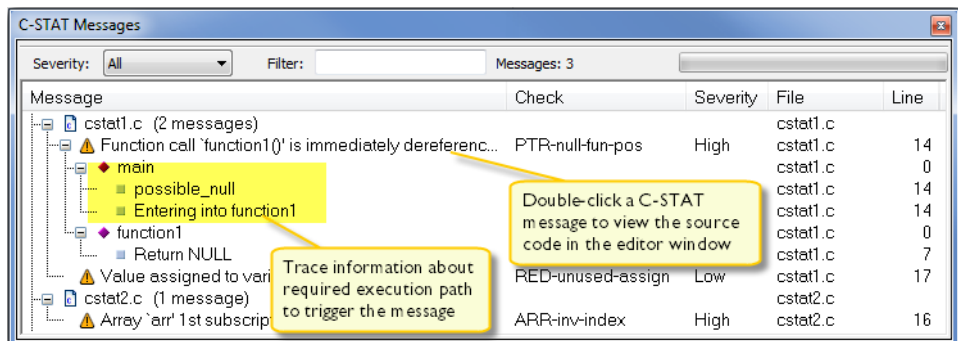 C-STAT Messages
Severity: All Filter: Messages: 3
Message Check Severity File Line
cstat1.c (2 messages) cstat1.c
Function call `function1()' is immediately dereferenc... PTR-null-fun-pos High cstat1.c 14
main cstat1.c 0
possible_null cstat1.c 14
Entering into function1 cstat1.c 14
function1 cstat1.c 0
Return NULL cstat1.c 7
Value assigned to vari RED-unused-assign Low cstat1.c 17
cstat2.c (1 message) cstat2.c
Array `arr' 1st subscrip ARR-inv-index High cstat2.c 16
Double-click a C-STAT
message to view the source
code in the editor window
Trace information about
required execution path
to trigger the message